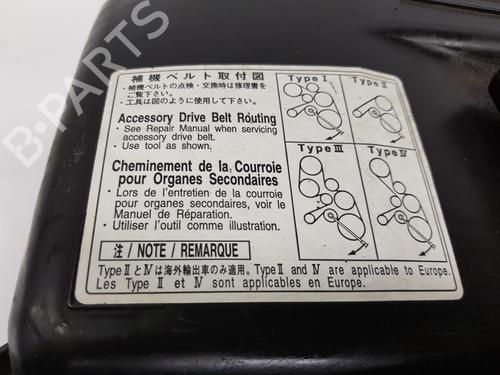 B-PARTS
補機ベルト取付図
・補機ベルトの点検・交換時は修理書を
ご覧下さい。
・工具は図のように使用して下さい。
Accessory Drive Belt Routing
• See Repair Manual when servicing
accessory drive belt.
• Use tool as shown.
Cheminement de la Courroie
pour Organes Secondaires
• Lors de l'entretien de la courroie
pour organes secondaires, voir le
Manuel de Réparation.
• Utiliser l'outil comme illustration.
Type Ⅰ
Type Ⅱ
Type Ⅲ
Type Ⅳ
注 / NOTE / REMARQUE
Type Ⅱ と Ⅳ は海外輸出車のみ適用。Type Ⅱ and Ⅳ are applicable to Europe.
Les Type Ⅱ et Ⅳ sont applicables en Europe.